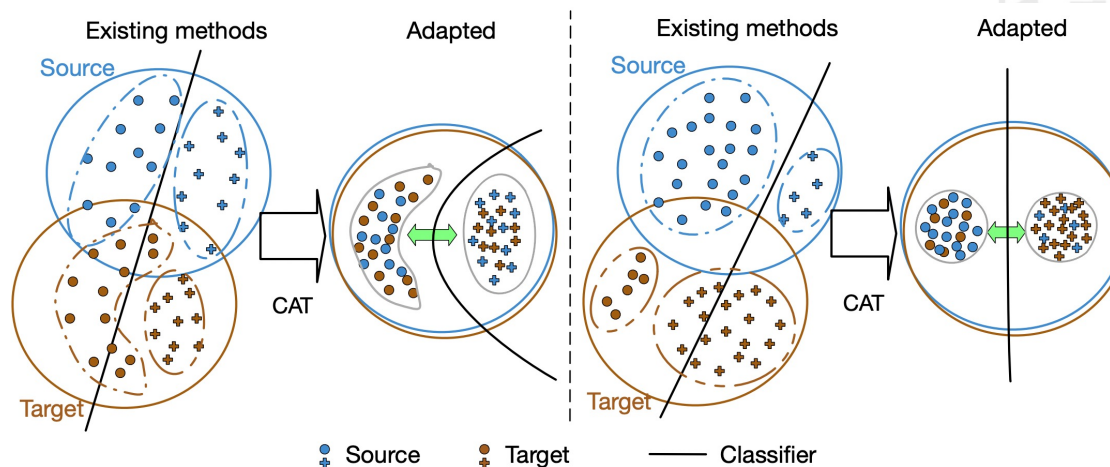 Existing methods
Adapted
Source
CAT
Target
Existing methods
Adapted
Source
CAT
Target
Source
Target
Classifier